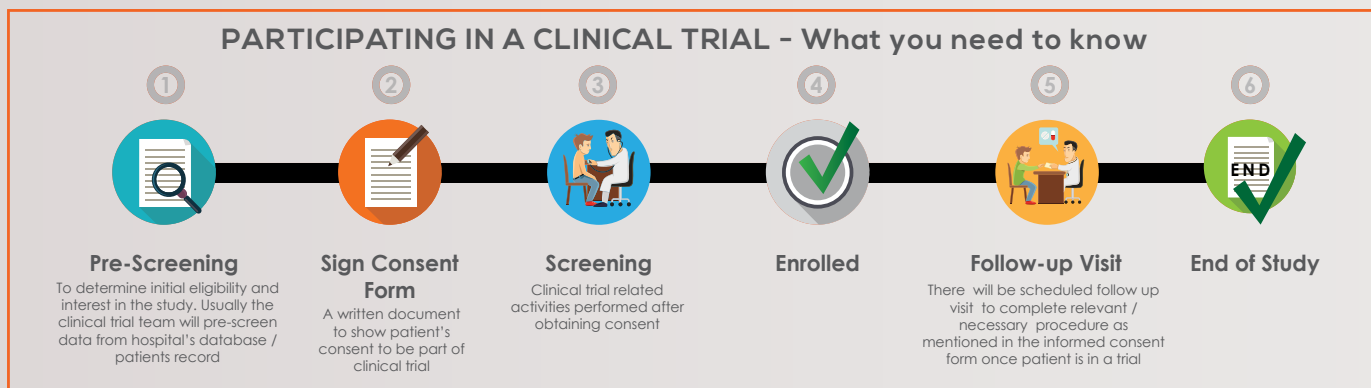 PARTICIPATING IN A CLINICAL TRIAL - What you need to know
1
2
3
4
5
6
END
Pre-Screening
To determine initial eligibility and
interest in the study. Usually the
clinical trial team will pre-screen
data from hospital's database /
patients record
Sign Consent
Form
A written document
to show patient's
consent to be part of
clinical trial
Screening
Clinical trial related
activities performed after
obtaining consent
Enrolled
Follow-up Visit
There will be scheduled follow up
visit to complete relevant /
necessary procedure as
mentioned in the informed consent
form once patient is in a trial
End of Study